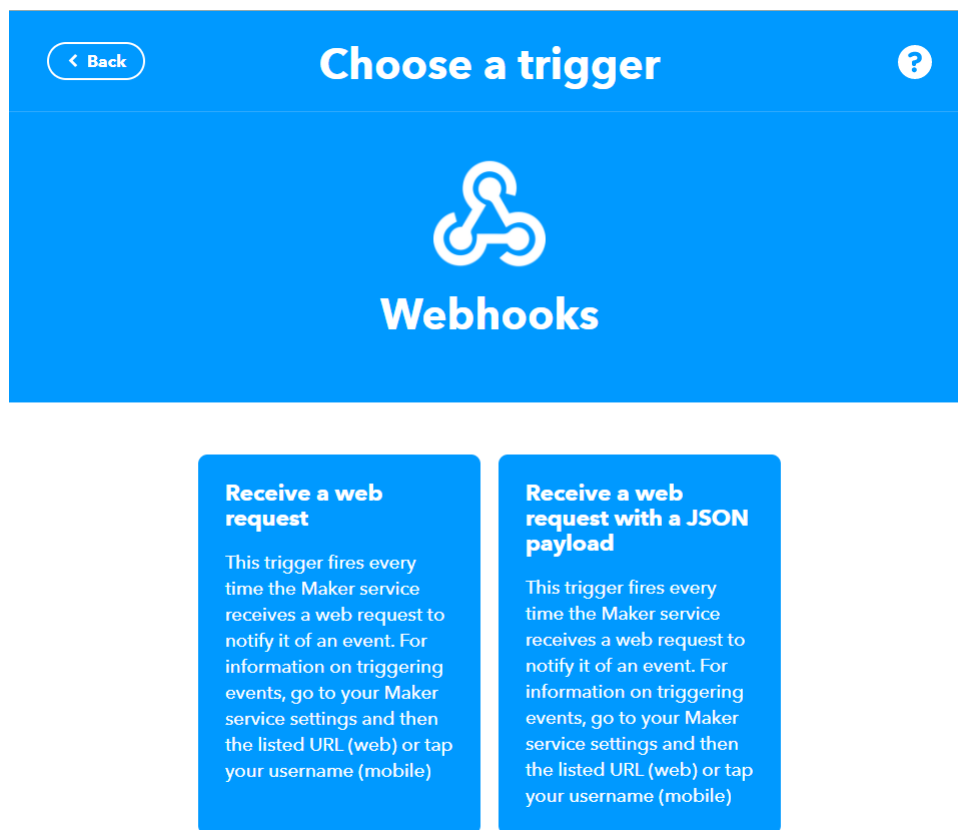 Back
Choose a trigger
?
Webhooks
Receive a web
request
This trigger fires every
time the Maker service
receives a web request to
notify it of an event. For
information on triggering
events, go to your Maker
service settings and then
the listed URL (web) or tap
your username (mobile)
Receive a web
request with a JSON
payload
This trigger fires every
time the Maker service
receives a web request to
notify it of an event. For
information on triggering
events, go to your Maker
service settings and then
the listed URL (web) or tap
your username (mobile)